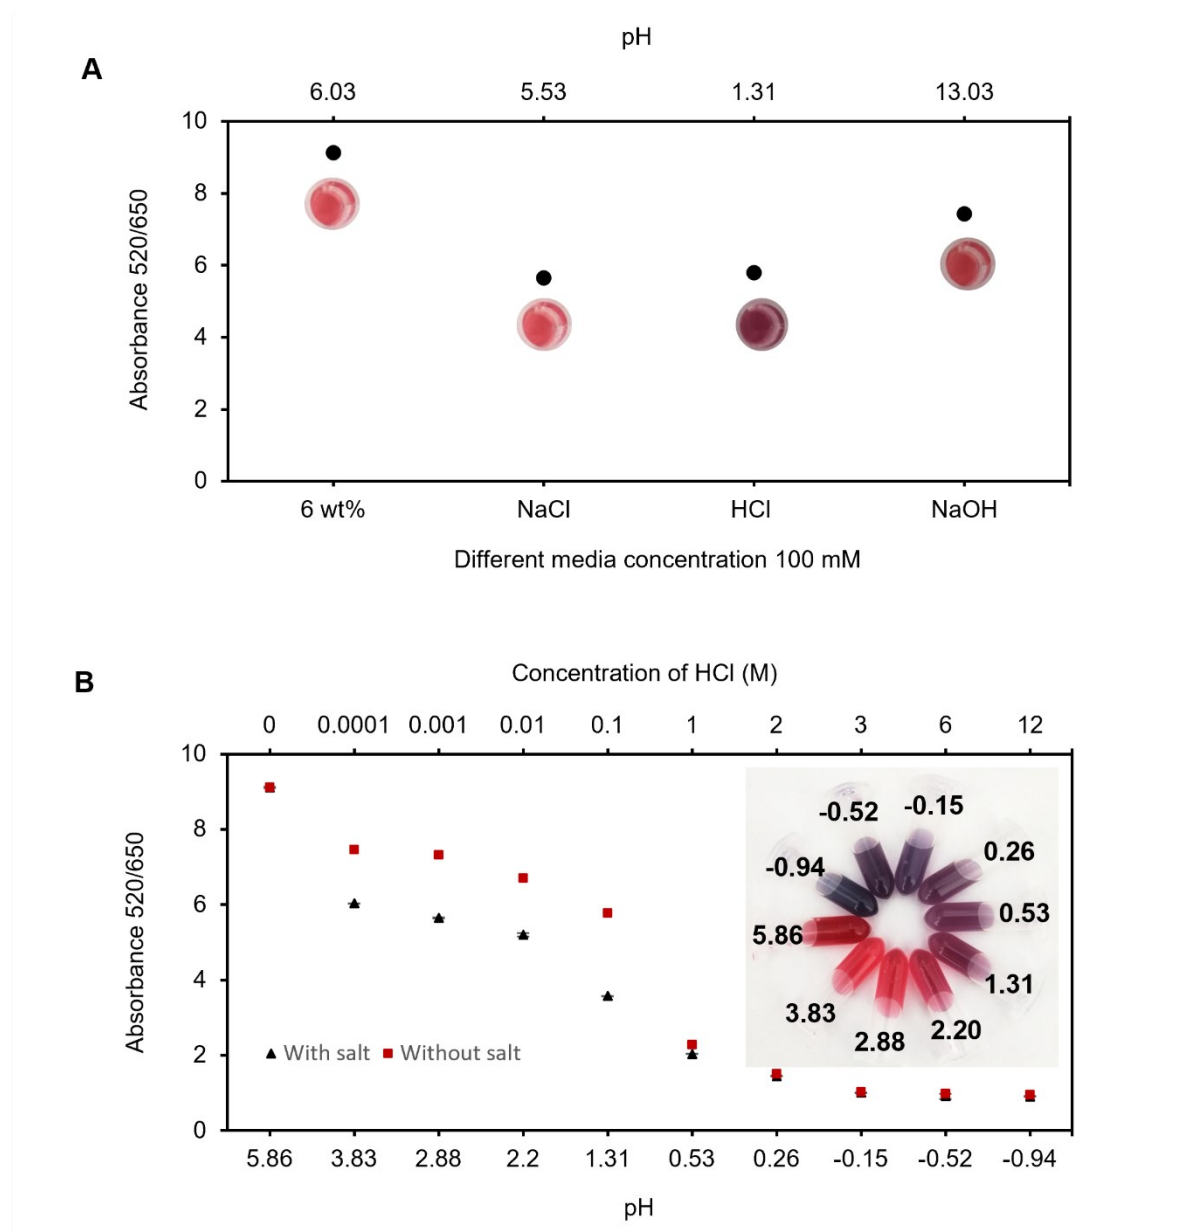 pH
A
6.03 5.53 1.31 13.03
10
8
6
4
2
0
Absorbance 520/650
6 wt% NaCl HCl NaOH
Different media concentration 100 mM
B
Concentration of HCl (M)
0 0.0001 0.001 0.01 0.1 1 2 3 6 12
10
8
6
4
2
0
Absorbance 520/650
-0.52 -0.15
0.26
-0.94
0.53
5.86
1.31
3.83
2.20
2.88
With salt Without salt
5.86 3.83 2.88 2.2 1.31 0.53 0.26 -0.15 -0.52 -0.94
pH